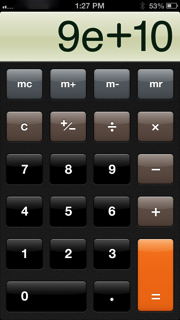 1:27 PM 53%
9e+10
mc m+ m- mr
c +/− ÷ ×
7 8 9 −
4 5 6 +
1 2 3
0 . =